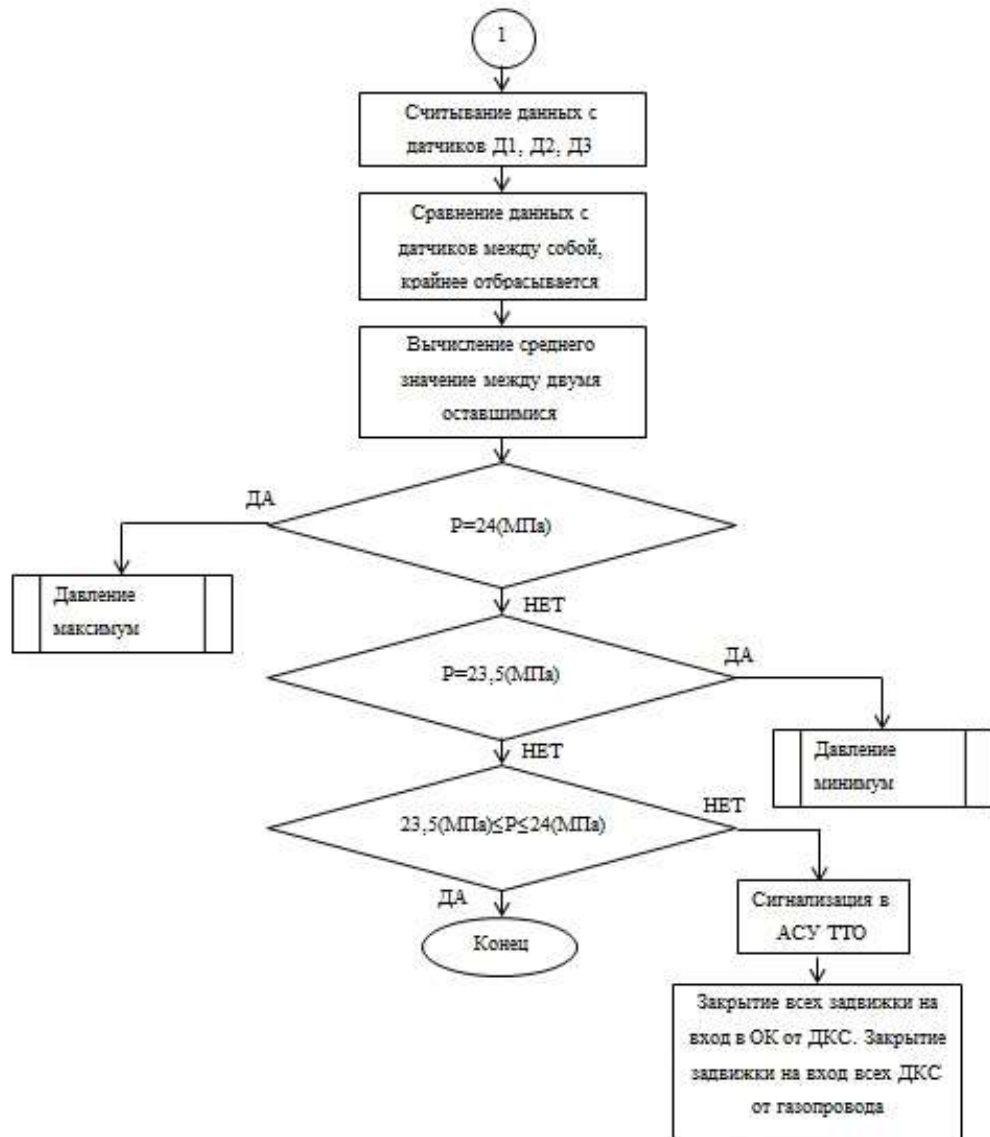 1
Считывание данных с
датчиков Д1, Д2, Д3
Сравнение данных с
датчиков между собой,
крайнее отбрасывается
Вычисление среднего
значение между двумя
оставшимися
ДА
P=24(МПа)
Давление
максимум
НЕТ
P=23,5(МПа)
ДА
Давление
минимум
НЕТ
23,5(МПа)≤P≤24(МПа)
НЕТ
ДА
Конец
Сигнализация в
АСУ ТТО
Закрытие всех задвижки на
вход в ОК от ДКС. Закрытие
задвижки на вход всех ДКС
от газопровода